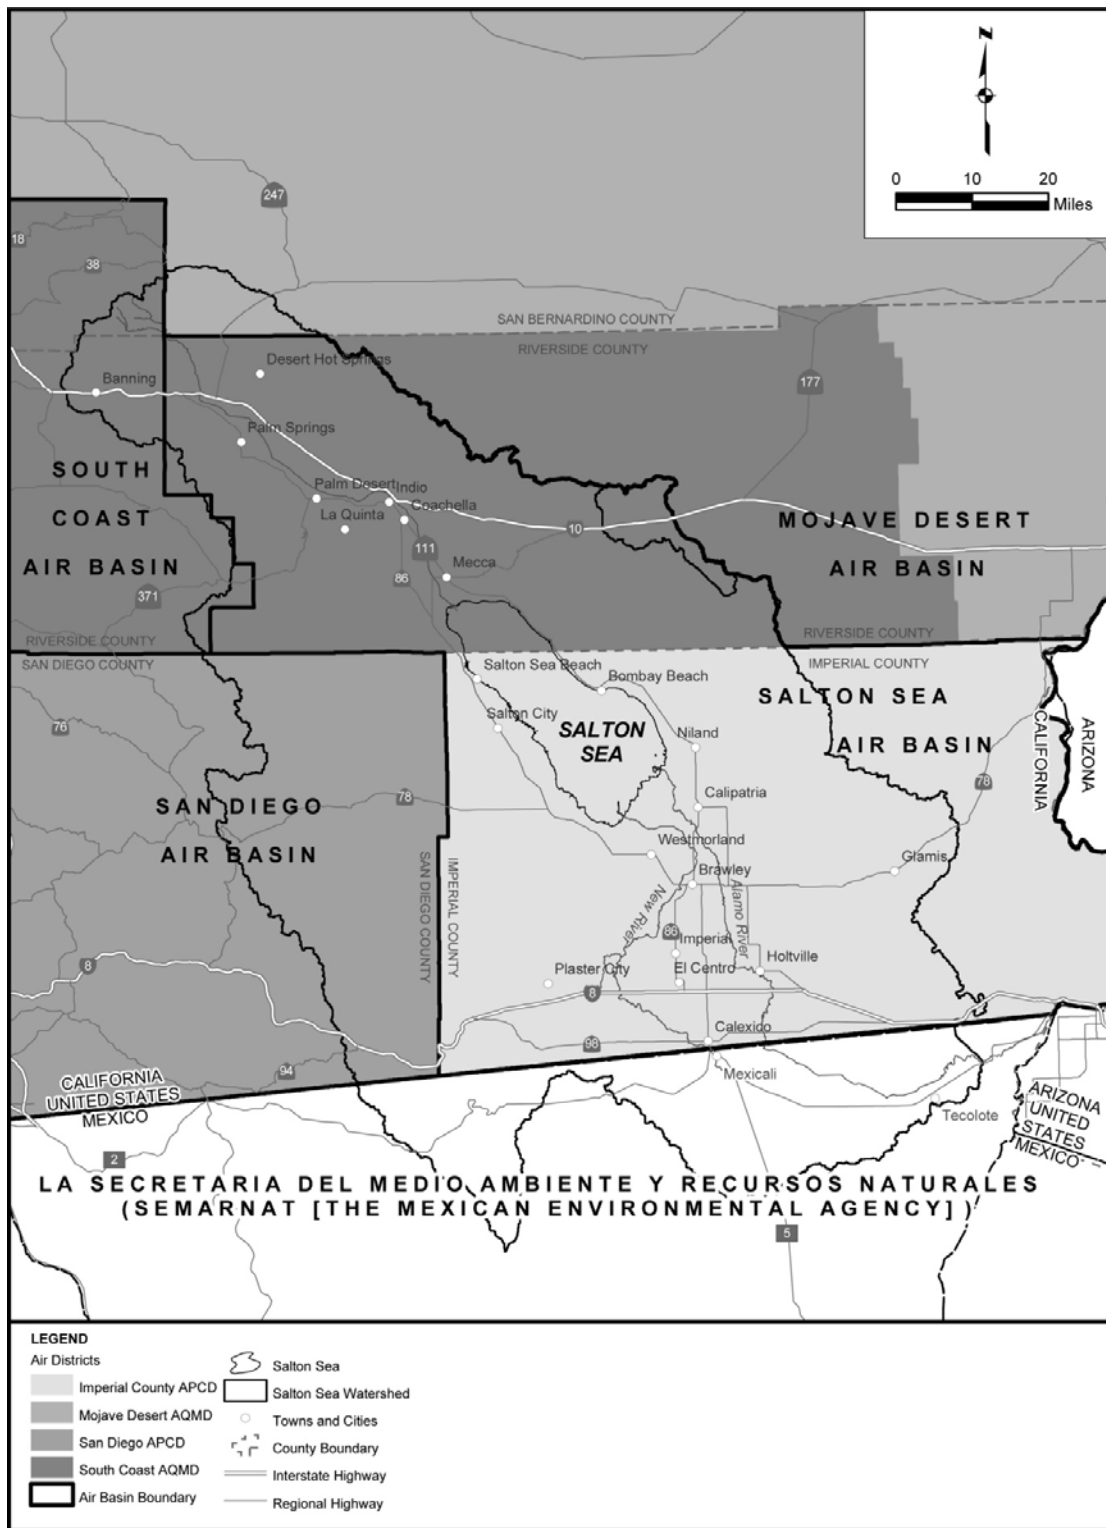 N
0 10 20
Miles
247
18
38
SAN BERNARDINO COUNTY
RIVERSIDE COUNTY
Desert Hot Springs
177
Banning
Palm Springs
SOUTH
COAST
AIR BASIN
Palm Desert
Indio
La Quinta
Coachella
10
MOJAVE DESERT
AIR BASIN
111
86
Mecca
371
RIVERSIDE COUNTY
SAN DIEGO COUNTY
RIVERSIDE COUNTY
IMPERIAL COUNTY
Salton Sea Beach
Bombay Beach
SALTON SEA
AIR BASIN
Salton City
SALTON
SEA
Niland
CALIFORNIA
ARIZONA
76
78
78
Calipatria
SAN DIEGO
AIR BASIN
Westmorland
Glamis
Brawley
SAN DIEGO COUNTY
IMPERIAL COUNTY
New River
Alamo River
86
Imperial
Holtville
El Centro
Plaster City
8
8
Calexico
98
94
Mexicali
CALIFORNIA
UNITED STATES
MEXICO
Tecolote
ARIZONA
UNITED
STATES
MEXICO
2
LA SECRETARIA DEL MEDIO AMBIENTE Y RECURSOS NATURALES
(SEMARNAT [THE MEXICAN ENVIRONMENTAL AGENCY])
5
LEGEND
Air Districts
Imperial County APCD
Mojave Desert AQMD
San Diego APCD
South Coast AQMD
Air Basin Boundary
Salton Sea
Salton Sea Watershed
Towns and Cities
County Boundary
Interstate Highway
Regional Highway